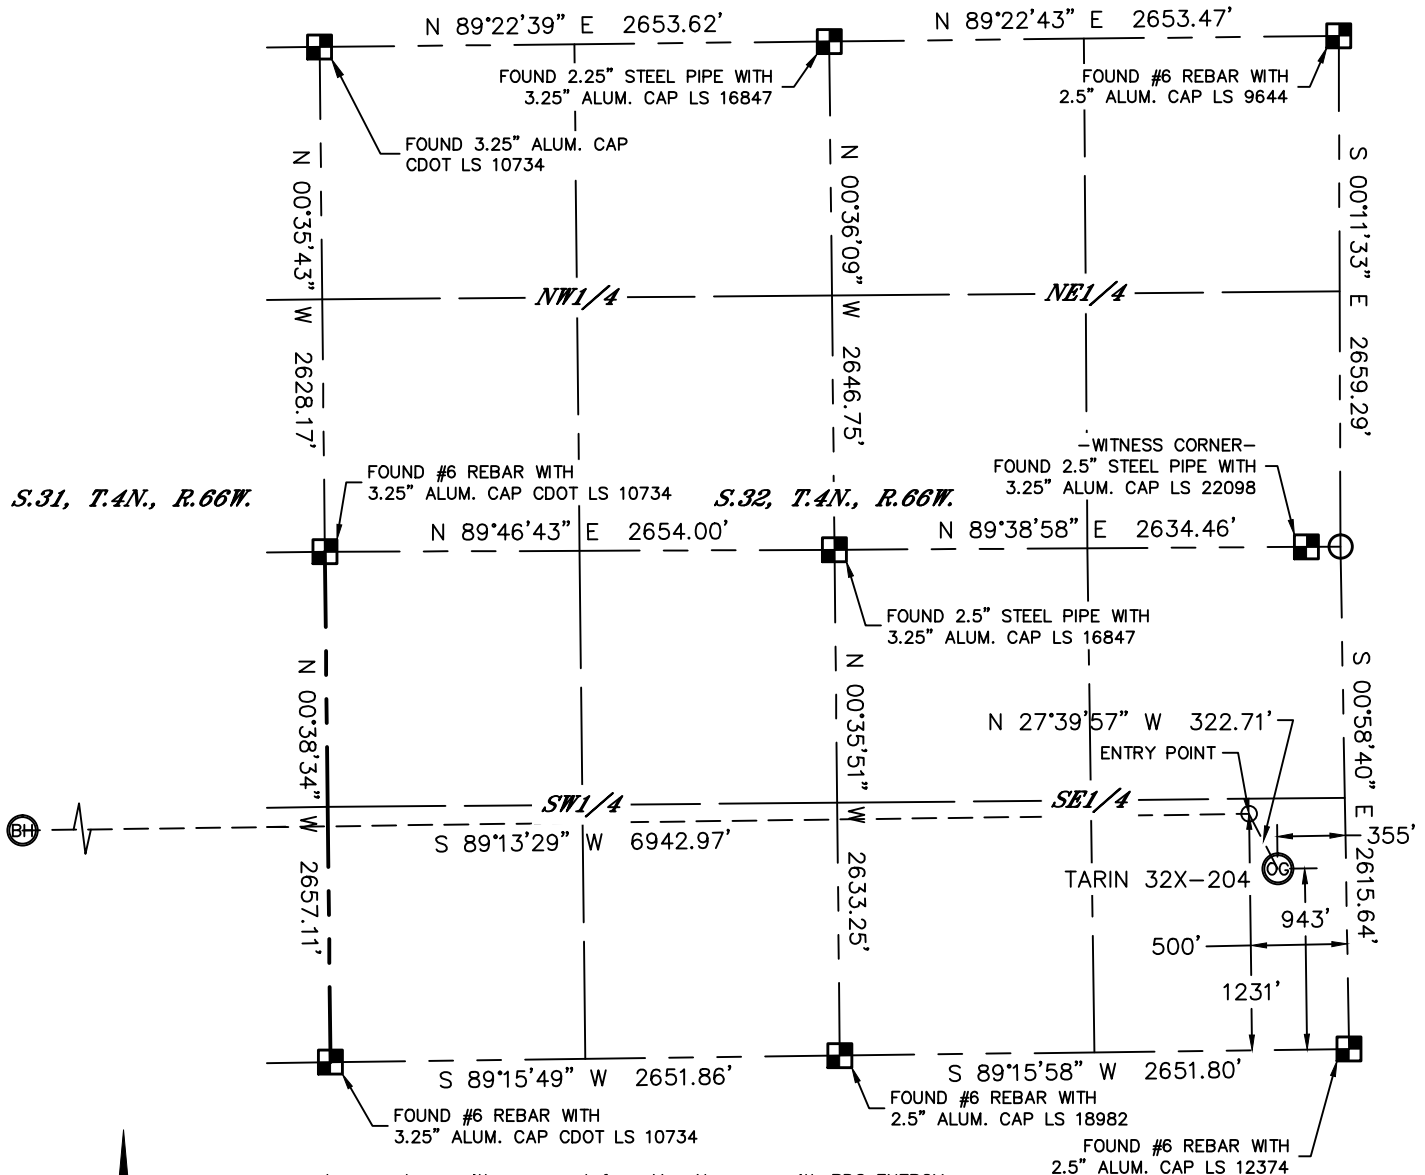 N 89°22'39" E 2653.62'
N 89°22'43" E 2653.47'
FOUND 2.25" STEEL PIPE WITH
3.25" ALUM. CAP LS 16847
FOUND #6 REBAR WITH
2.5" ALUM. CAP LS 9644
FOUND 3.25" ALUM. CAP
CDOT LS 10734
N 00°35'43" W 2628.17'
N 00°36'09" W 2646.75'
S 00°11'33" E 2659.29'
NW1/4
NE1/4
-WITNESS CORNER-
FOUND 2.5" STEEL PIPE WITH
3.25" ALUM. CAP LS 22098
FOUND #6 REBAR WITH
3.25" ALUM. CAP CDOT LS 10734
S.31, T.4N., R.66W.
S.32, T.4N., R.66W.
N 89°46'43" E 2654.00'
N 89°38'58" E 2634.46'
FOUND 2.5" STEEL PIPE WITH
3.25" ALUM. CAP LS 16847
N 00°38'34" W 2657.11'
N 00°35'51" W 2633.25'
S 00°58'40" E 2615.64'
N 27°39'57" W 322.71'
ENTRY POINT
SW1/4
SE1/4
BH
S 89°13'29" W 6942.97'
355'
OG
TARIN 32X-204
943'
500'
1231'
S 89°15'49" W 2651.86'
S 89°15'58" W 2651.80'
FOUND #6 REBAR WITH
2.5" ALUM. CAP LS 18982
FOUND #6 REBAR WITH
3.25" ALUM. CAP CDOT LS 10734
FOUND #6 REBAR WITH
2.5" ALUM. CAP LS 12374